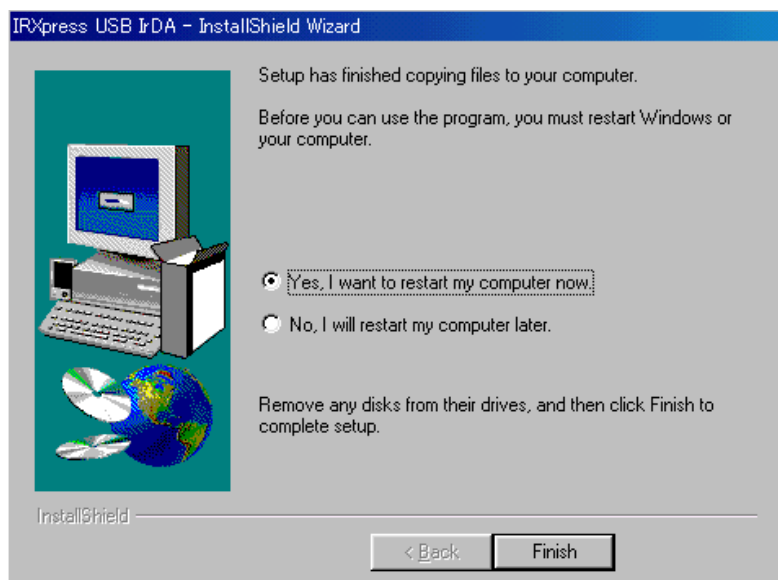 IRXpress USB IrDA - InstallShield Wizard
Setup has finished copying files to your computer.
Before you can use the program, you must restart Windows or
your computer.
Yes, I want to restart my computer now.
No, I will restart my computer later.
Remove any disks from their drives, and then click Finish to
complete setup.
InstallShield
< Back
Finish